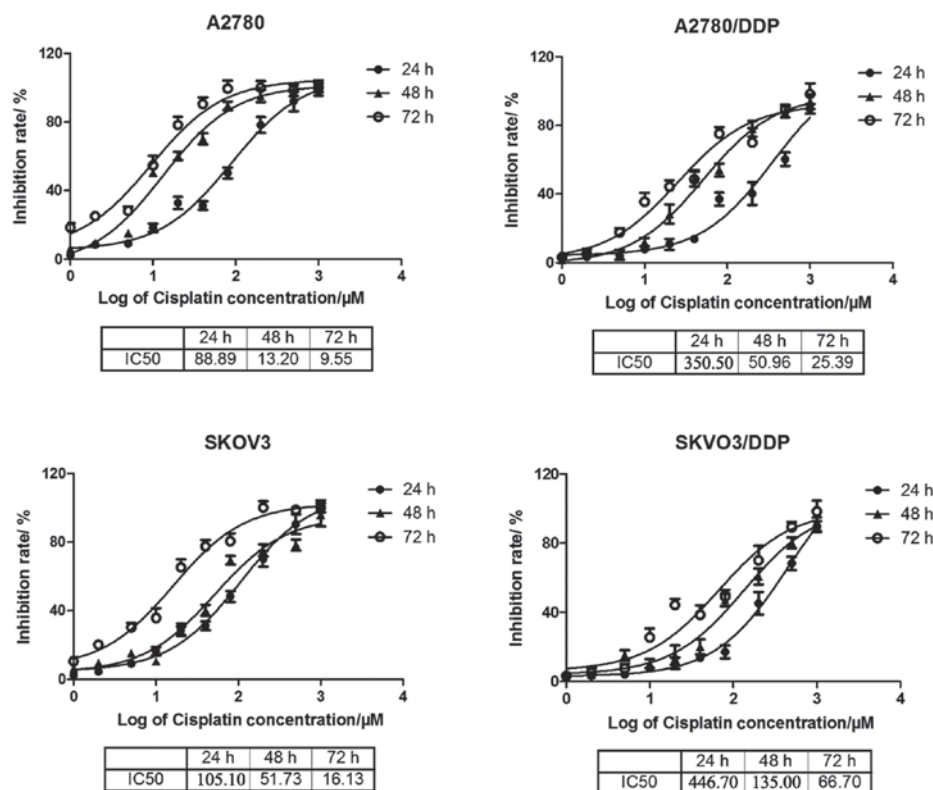 A2780
120
80
40
0
Inhibition rate/ %
0 1 2 3 4
Log of Cisplatin concentration/µM
24 h
48 h
72 h
24 h 48 h 72 h
IC50 88.89 13.20 9.55
A2780/DDP
120
80
40
0
Inhibition rate/ %
0 1 2 3 4
Log of Cisplatin concentration/µM
24 h
48 h
72 h
24 h 48 h 72 h
IC50 350.50 50.96 25.39
SKOV3
120
80
40
0
Inhibition rate/ %
0 1 2 3 4
Log of Cisplatin concentration/µM
24 h
48 h
72 h
24 h 48 h 72 h
IC50 105.10 51.73 16.13
SKVO3/DDP
120
80
40
0
Inhibition rate/ %
0 1 2 3 4
Log of Cisplatin concentration/µM
24 h
48 h
72 h
24 h 48 h 72 h
IC50 446.70 135.00 66.70